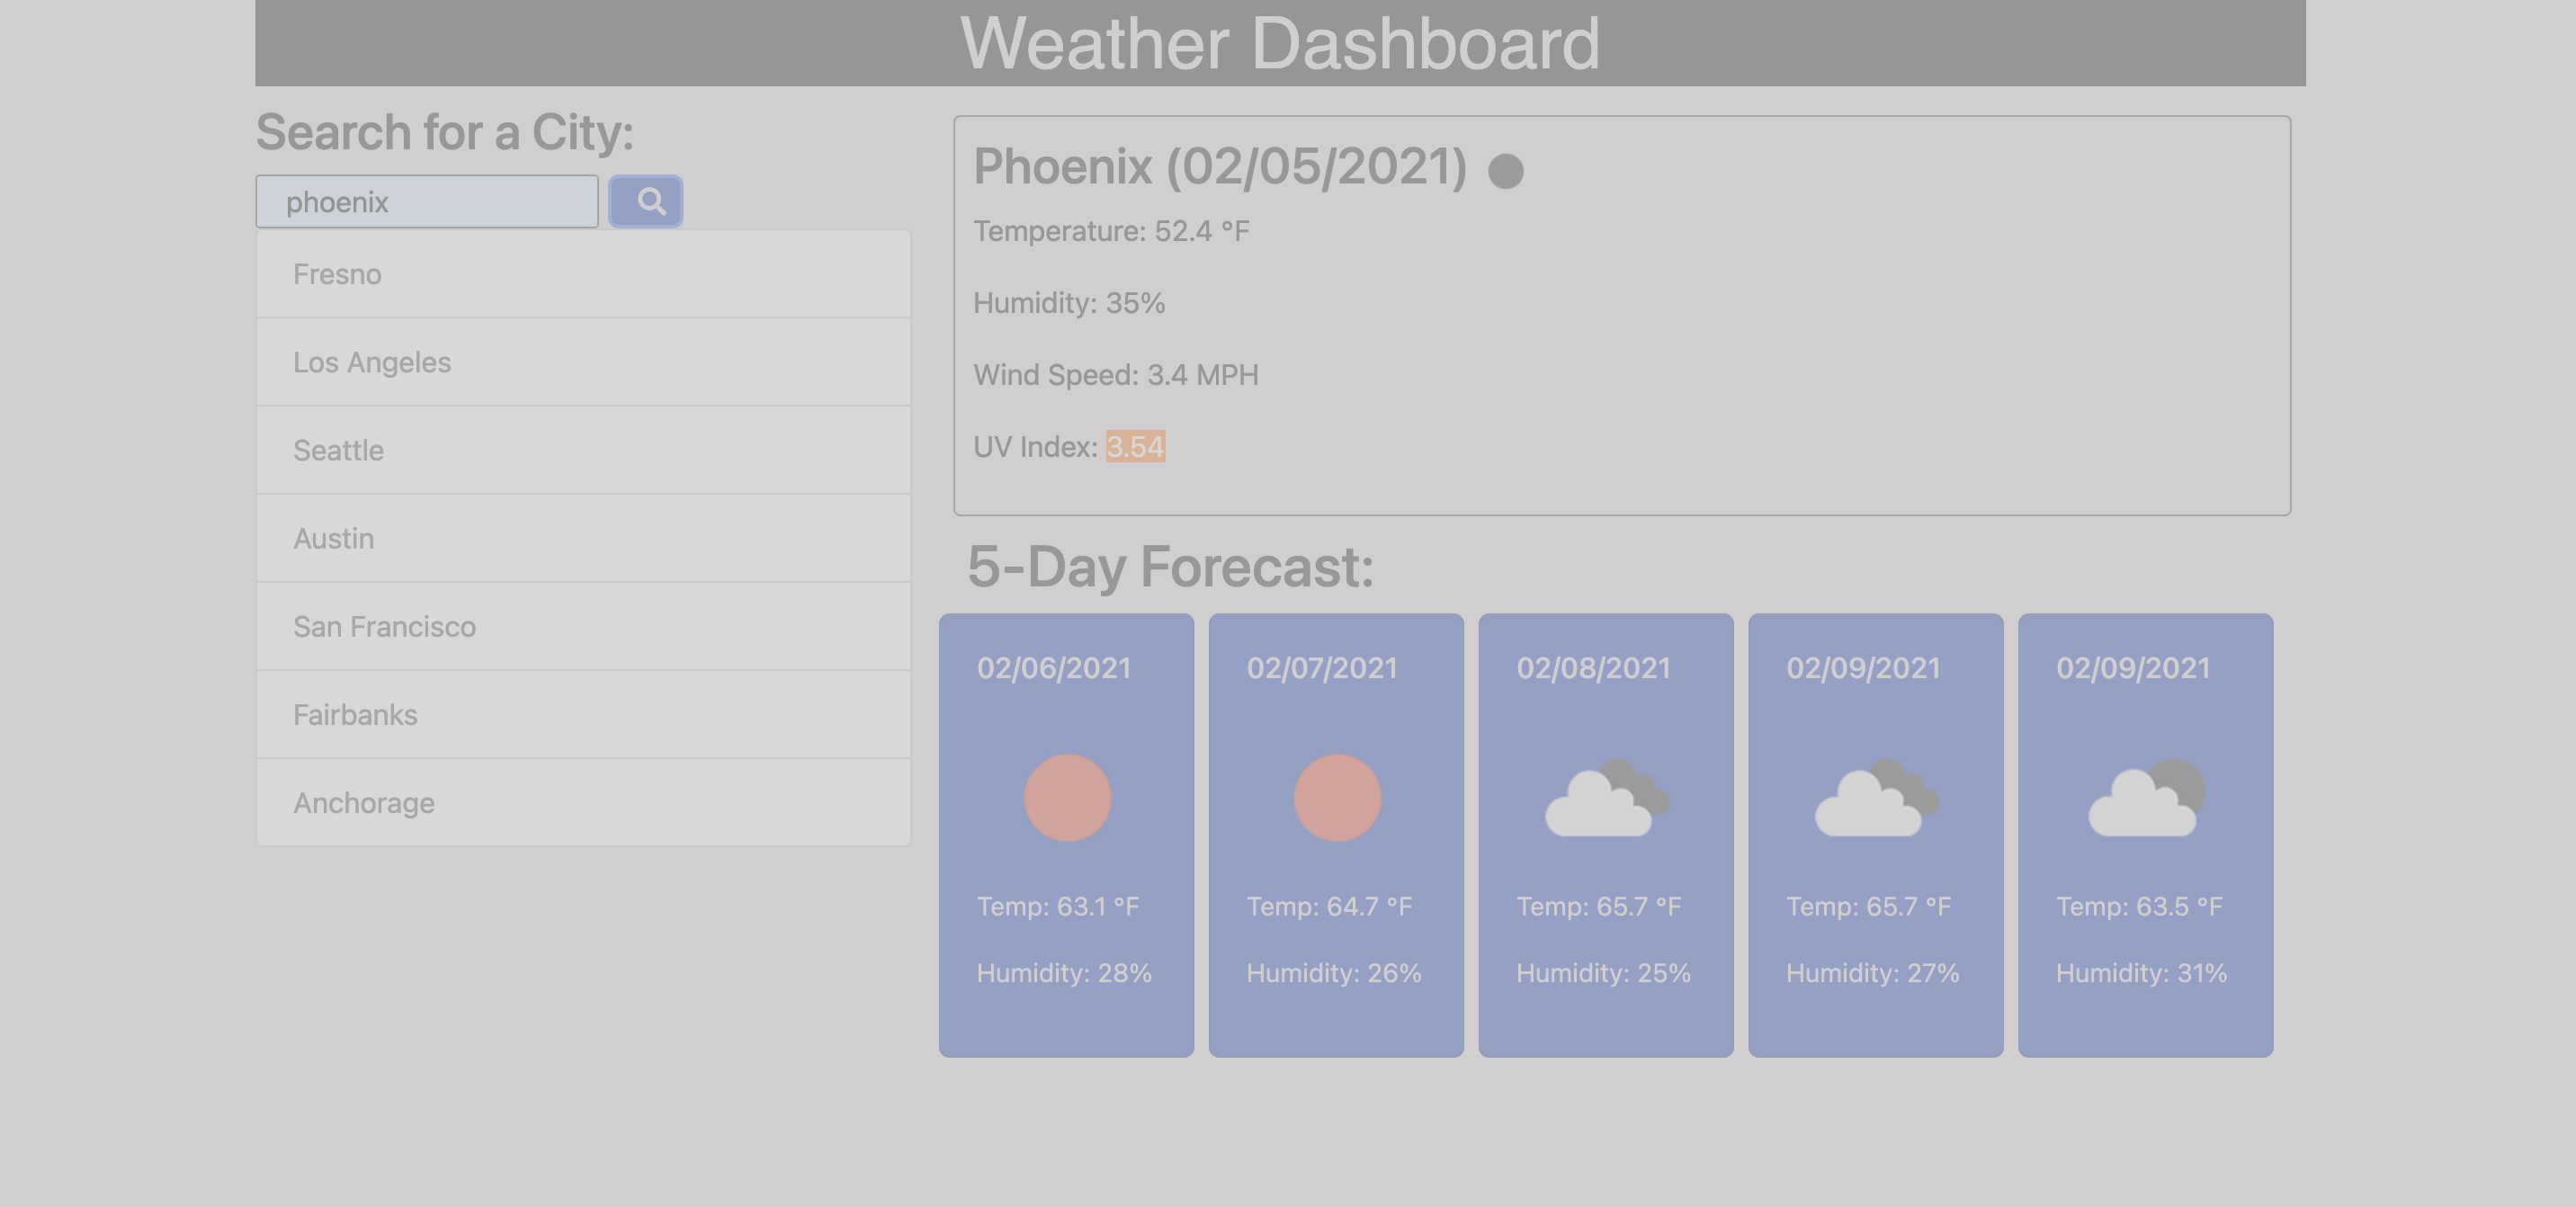 Weather Dashboard
Search for a City:
phoenix
Fresno
Los Angeles
Seattle
Austin
San Francisco
Fairbanks
Anchorage
Phoenix (02/05/2021)
Temperature: 52.4 °F
Humidity: 35%
Wind Speed: 3.4 MPH
UV Index: 3.54
5-Day Forecast:
02/06/2021
Temp: 63.1 °F
Humidity: 28%
02/07/2021
Temp: 64.7 °F
Humidity: 26%
02/08/2021
Temp: 65.7 °F
Humidity: 25%
02/09/2021
Temp: 65.7 °F
Humidity: 27%
02/09/2021
Temp: 63.5 °F
Humidity: 31%